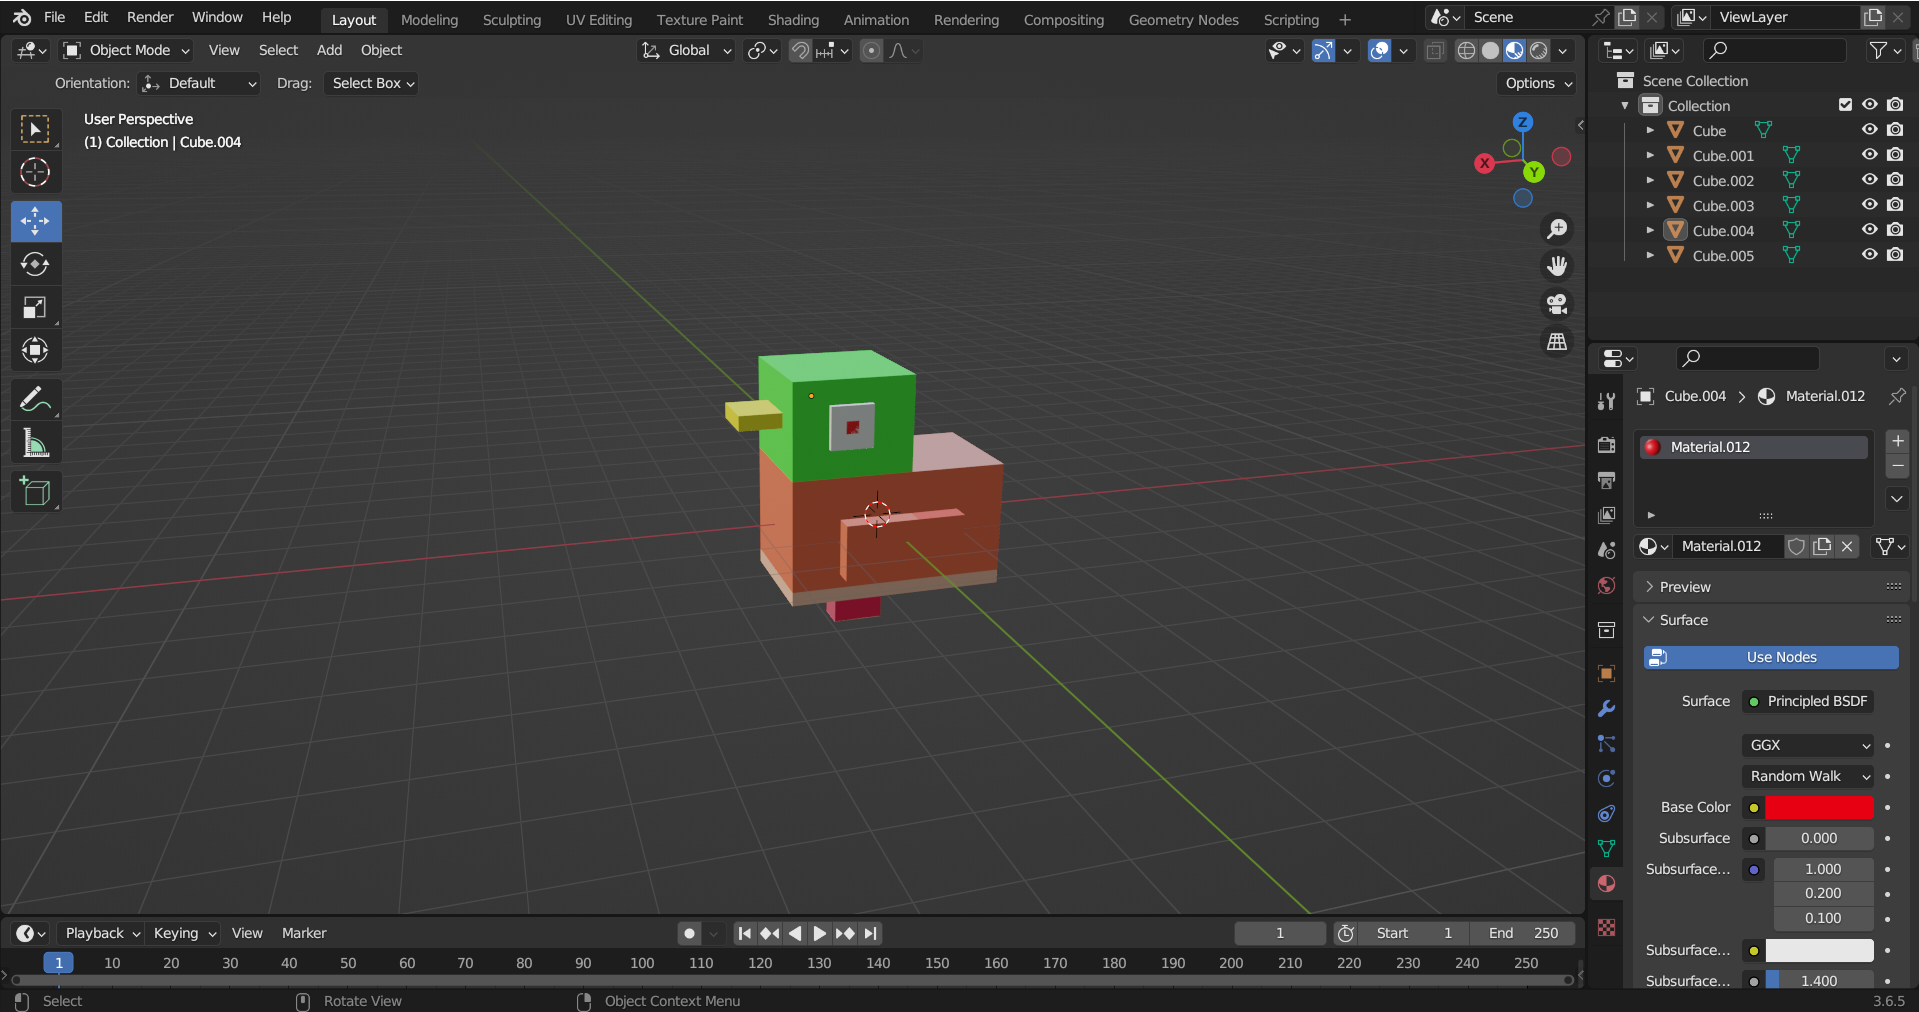 File Edit Render Window Help Layout Modeling Sculpting UV Editing Texture Paint Shading Animation Rendering Compositing Geometry Nodes Scripting + Scene ViewLayer
Object Mode View Select Add Object Global
Orientation: Default Drag: Select Box Options
User Perspective
(1) Collection | Cube.004
Z
X
Y
Scene Collection
Collection
Cube
Cube.001
Cube.002
Cube.003
Cube.004
Cube.005
Cube.004 > Material.012
Material.012
Material.012
Preview
Surface
Use Nodes
Surface Principled BSDF
GGX
Random Walk
Base Color
Subsurface 0.000
Subsurface... 1.000
0.200
0.100
Subsurface...
Subsurface... 1.400
Playback Keying View Marker 1 Start 1 End 250
1 10 20 30 40 50 60 70 80 90 100 110 120 130 140 150 160 170 180 190 200 210 220 230 240 250
Select Rotate View Object Context Menu 3.6.5